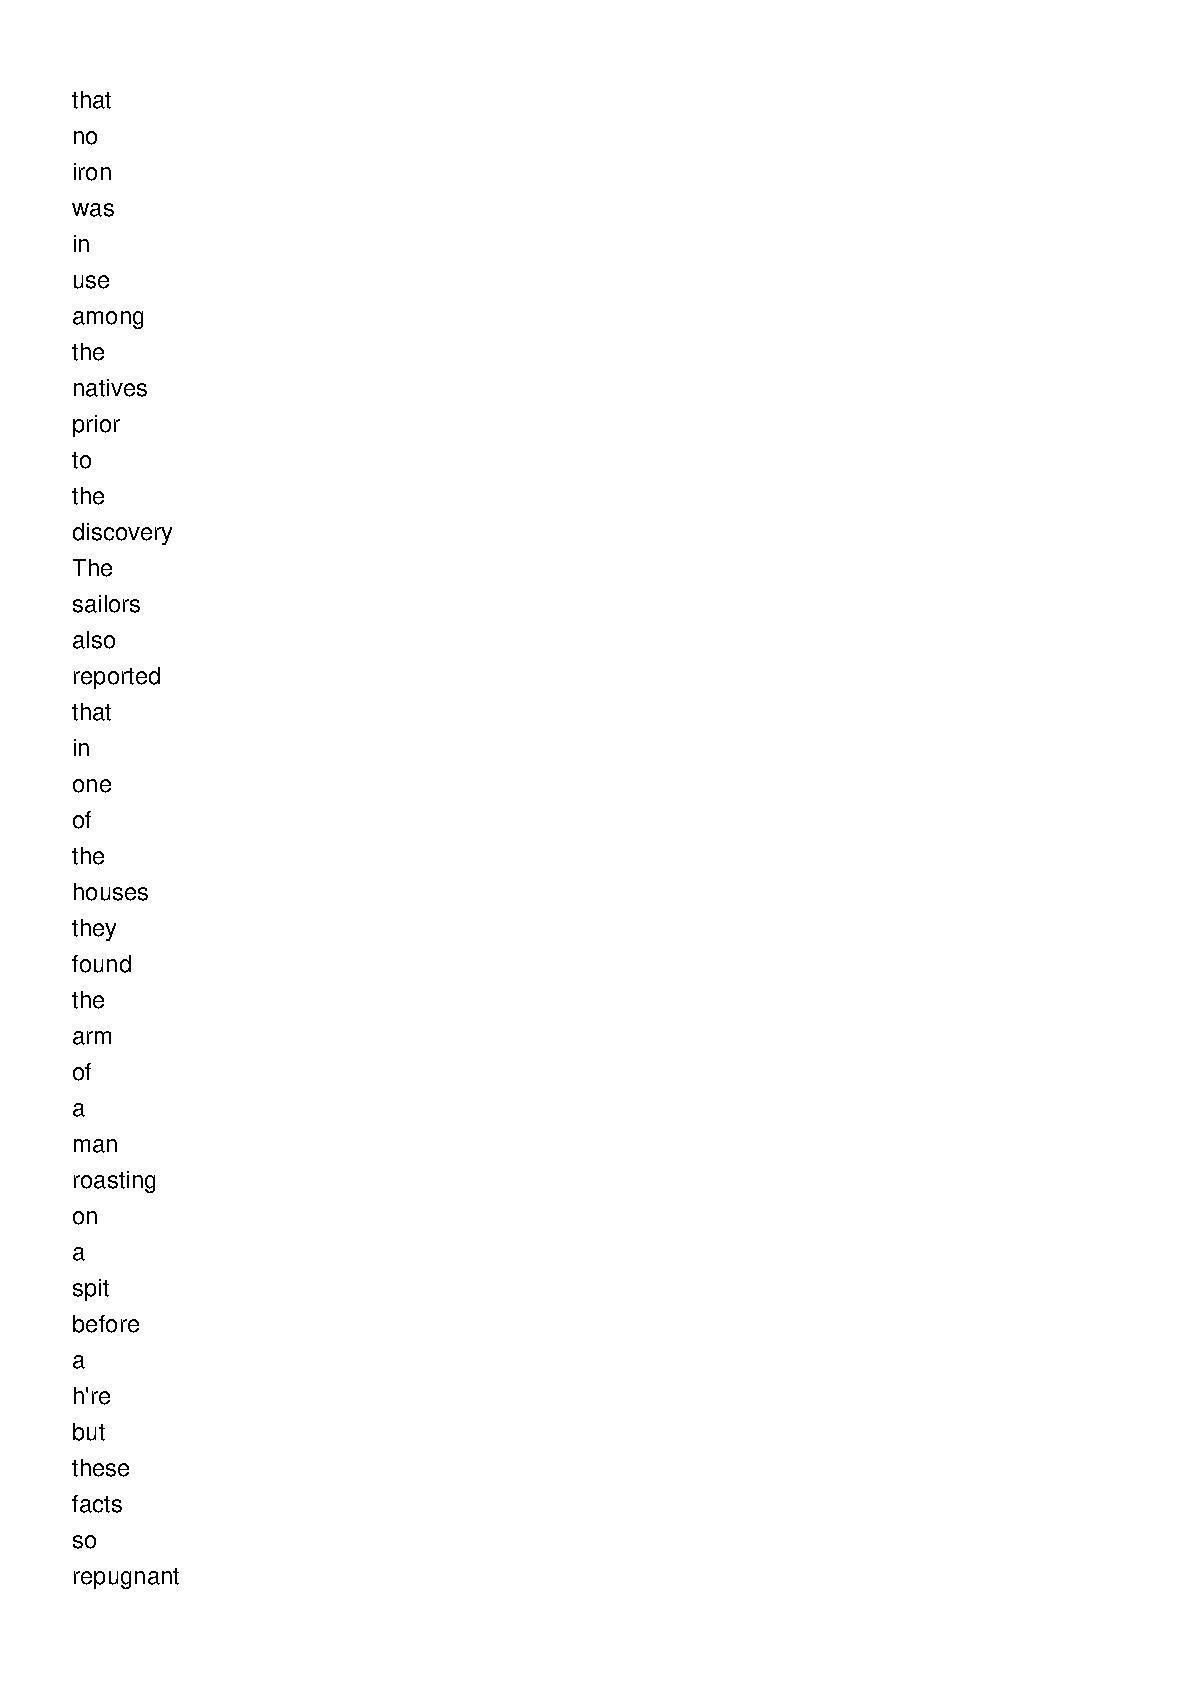 that
no
iron
was
in
use
among
the
natives
prior
to
the
discovery
The
sailors
also
reported
that
in
one
of
the
houses
they
found
the
arm
of
a
man
roasting
on
a
spit
before
a
h're
but
these
facts
so
repugnant